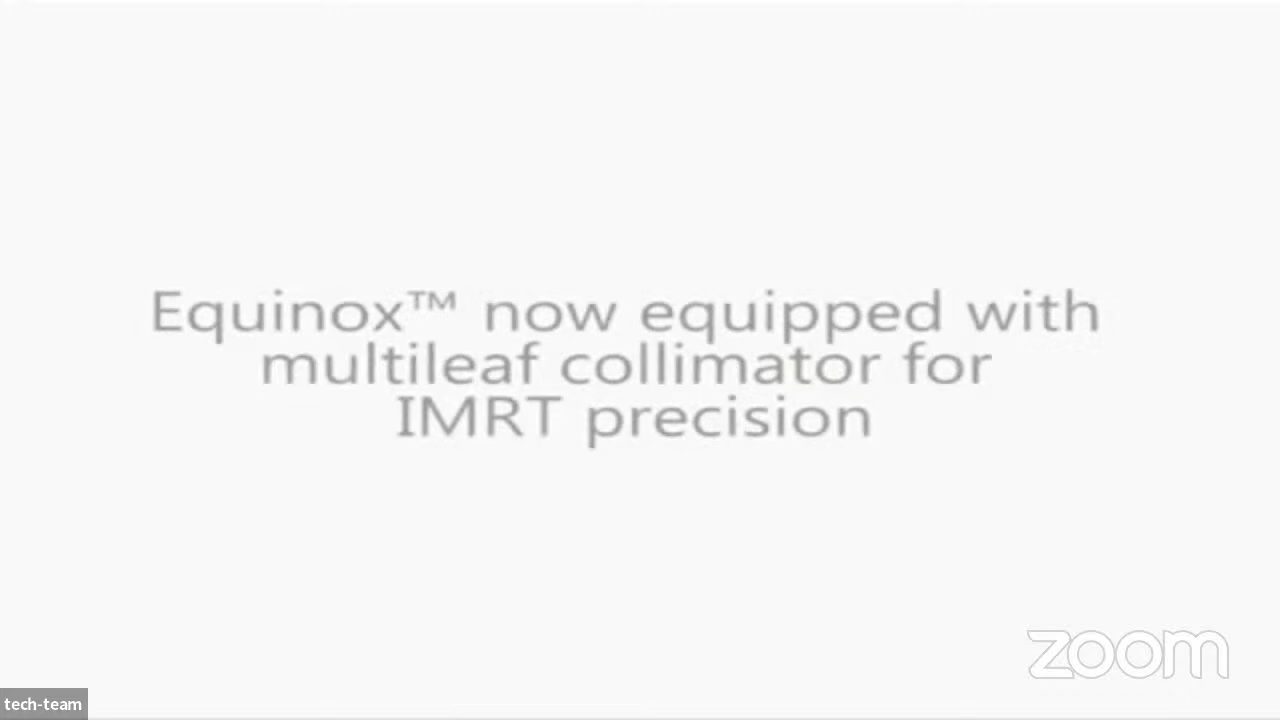 Equinox™ now equipped with
multileaf collimator for
IMRT precision
zoom
tech-team